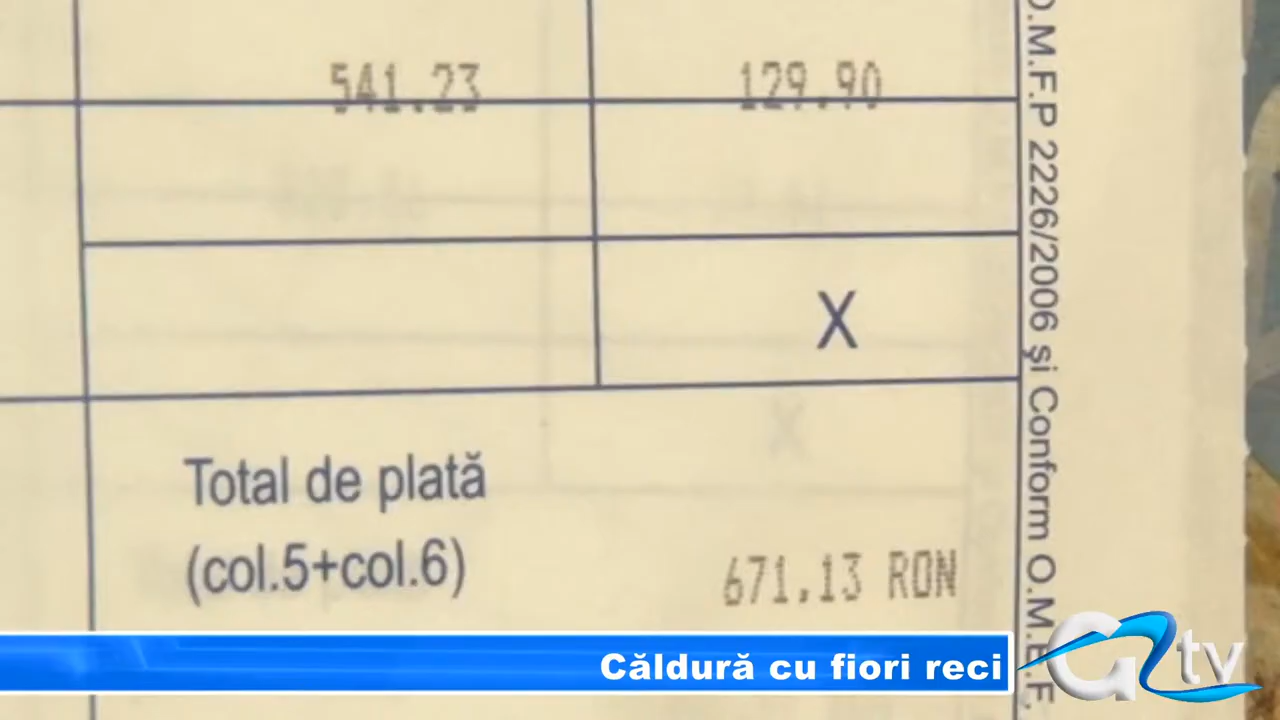 541.23 129.90
X
Total de plată
(col.5+col.6)
671.13 RON
O.M.F.P 2226/2006 şi Conform O.M.E.F.
Căldură cu fiori reci
G2tv